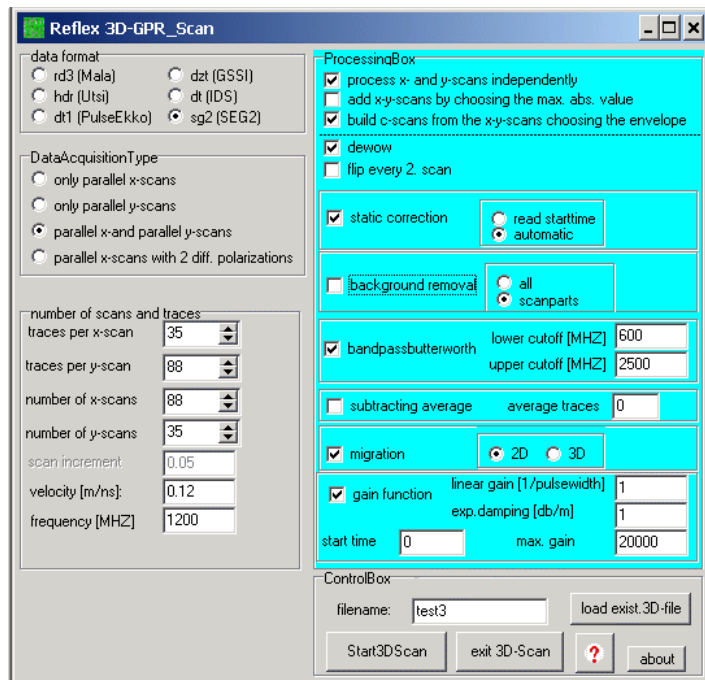 Reflex 3D-GPR_Scan
data format
rd3 (Mala)
dzt (GSSI)
hdr (Utsi)
dt (IDS)
dt1 (PulseEkko)
sg2 (SEG2)
DataAcquisitionType
only parallel x-scans
only parallel y-scans
parallel x-and parallel y-scans
parallel x-scans with 2 diff. polarizations
number of scans and traces
traces per x-scan 35
traces per y-scan 88
number of x-scans 88
number of y-scans 35
scan increment 0.05
velocity [m/ns]: 0.12
frequency [MHZ] 1200
ProcessingBox
process x- and y-scans independently
add x-y-scans by choosing the max. abs. value
build c-scans from the x-y-scans choosing the envelope
dewow
flip every 2. scan
static correction
read starttime
automatic
background removal
all
scanparts
bandpassbutterworth
lower cutoff [MHZ] 600
upper cutoff [MHZ] 2500
subtracting average average traces 0
migration 2D 3D
gain function
linear gain [1/pulsewidth] 1
exp.damping [db/m] 1
start time 0 max. gain 20000
ControlBox
filename: test3 load exist.3D-file
Start3DScan exit 3D-Scan ? about